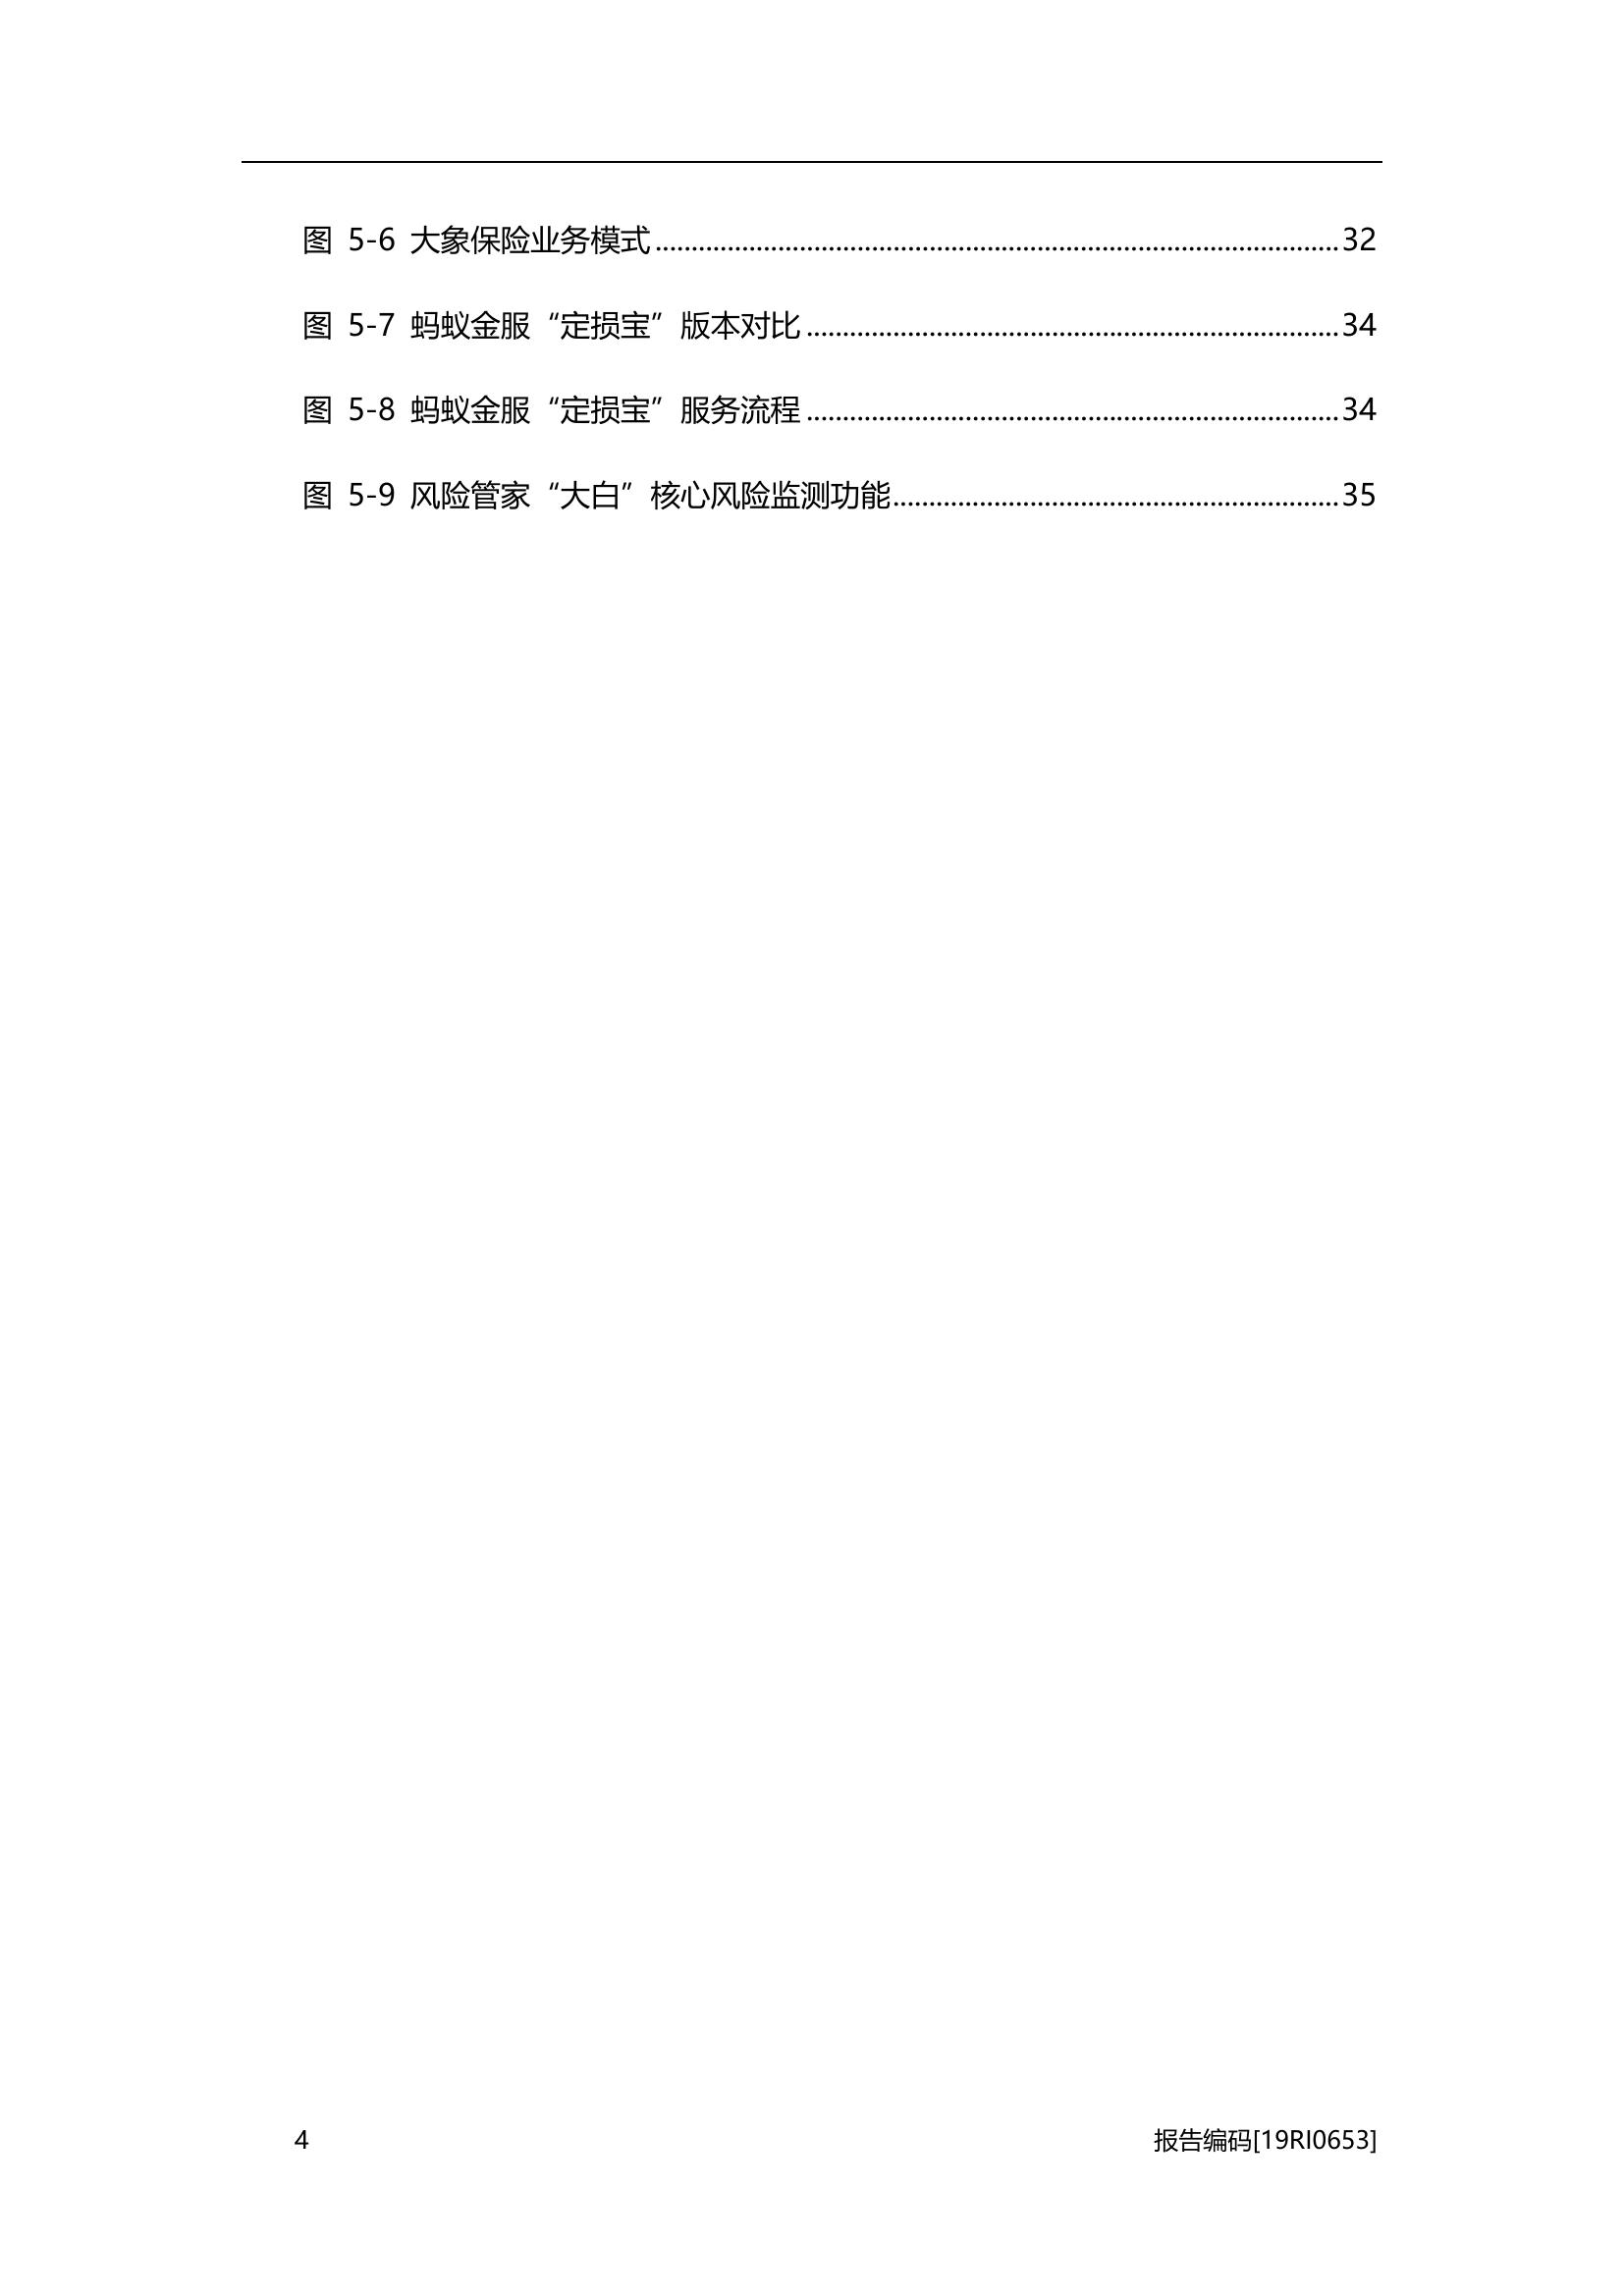 图 5-6 大象保险业务模式........................................................................................32
图 5-7 蚂蚁金服“定损宝”版本对比....................................................................34
图 5-8 蚂蚁金服“定损宝”服务流程....................................................................34
图 5-9 风险管家“大白”核心风险监测功能.........................................................35
4 报告编码[19RI0653]